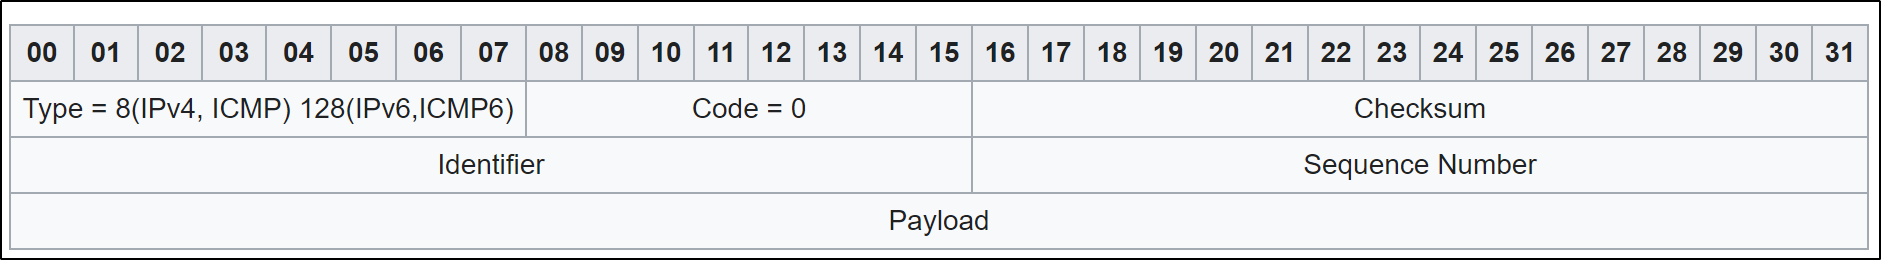 00 01 02 03 04 05 06 07 08 09 10 11 12 13 14 15 16 17 18 19 20 21 22 23 24 25 26 27 28 29 30 31
Type = 8(IPv4, ICMP) 128(IPv6,ICMP6) Code = 0 Checksum
Identifier Sequence Number
Payload